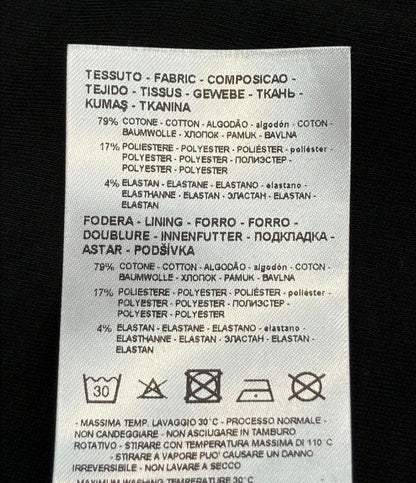 TESSUTO - FABRIC - COMPOSICAO -
TEJIDO - TISSUS - GEWEBE - TKAHЬ -
KUMAŞ - TKANINA
79% COTONE - COTTON - ALGODÃO - algodón - COTON -
BAUMWOLLE - ХЛОПОК - PAMUK - BAVLNA
17% POLIESTERE - POLYESTER - POLIÉSTER - poliéster -
POLYESTER - POLYESTER - ПОЛИЭСТЕР -
POLYESTER - POLYESTER
4% ELASTAN - ELASTANE - ELASTANO - elastano -
ELASTHANNE - ELASTAN - ЭЛАСТАН - ELASTAN -
ELASTAN
FODERA - LINING - FORRO - FORRO -
DOUBLURE - INNENFUTTER - ПОДКЛАДКА -
ASTAR - PODŠÍVKA
79% COTONE - COTTON - ALGODÃO - algodón - COTON -
BAUMWOLLE - ХЛОПОК - PAMUK - BAVLNA
17% POLIESTERE - POLYESTER - POLIÉSTER - poliéster -
POLYESTER - POLYESTER - ПОЛИЭСТЕР -
POLYESTER - POLYESTER
4% ELASTAN - ELASTANE - ELASTANO - elastano -
ELASTHANNE - ELASTAN - ЭЛАСТАН - ELASTAN -
ELASTAN
30
- MASSIMA TEMP. LAVAGGIO 30°C - PROCESSO NORMALE -
NON CANDEGGIARE - NON ASCIUGARE IN TAMBURO
ROTATIVO - STIRARE CON TEMPERATURA MASSIMA DI 110°C
- STIRARE A VAPORE PUO' CAUSARE UN DANNO
IRREVERSIBILE - NON LAVARE A SECCO
MAXIMUM WASHING TEMPERATURE 30°C